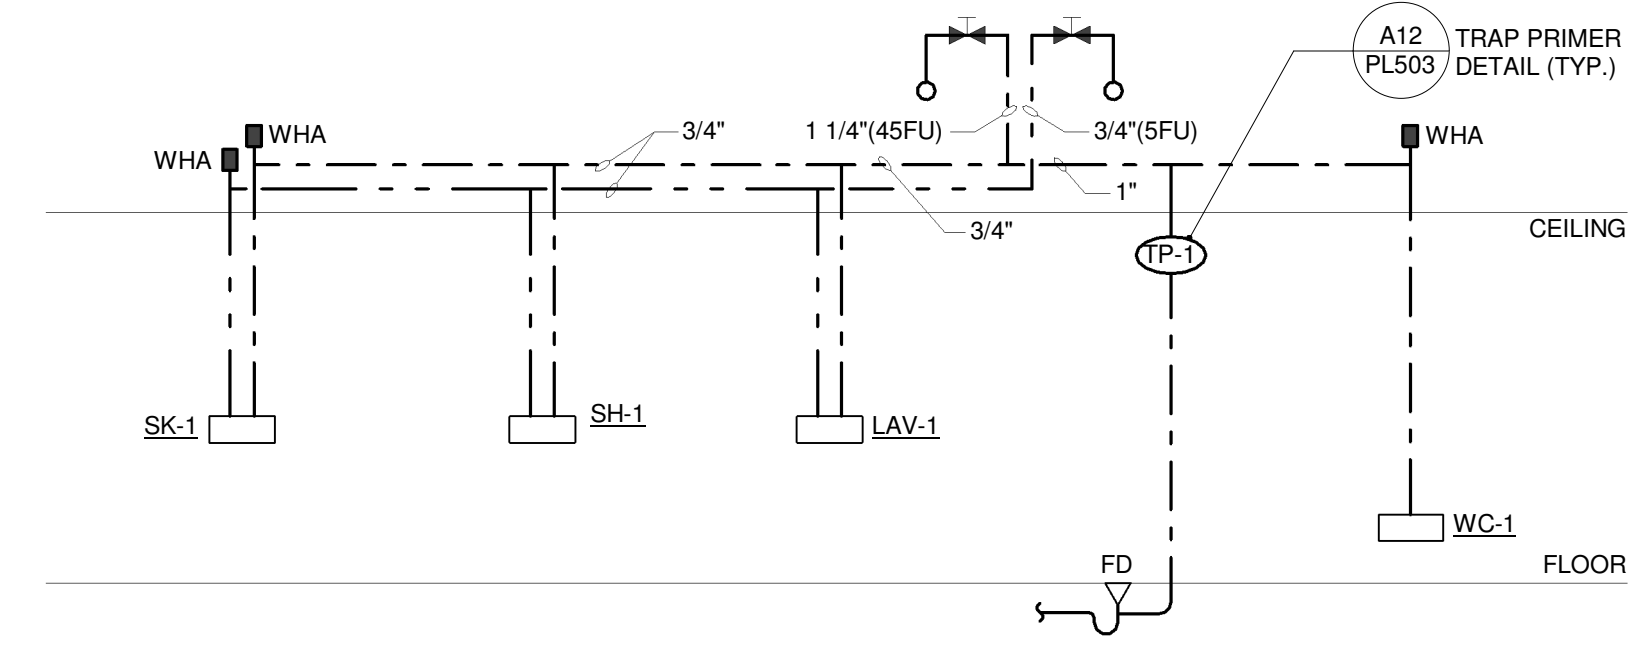 A12
PL503
TRAP PRIMER
DETAIL (TYP.)
WHA
WHA
3/4"
1 1/4"(45FU)
3/4"(5FU)
WHA
1"
3/4"
CEILING
TP-1
SK-1
SH-1
LAV-1
WC-1
FD
FLOOR